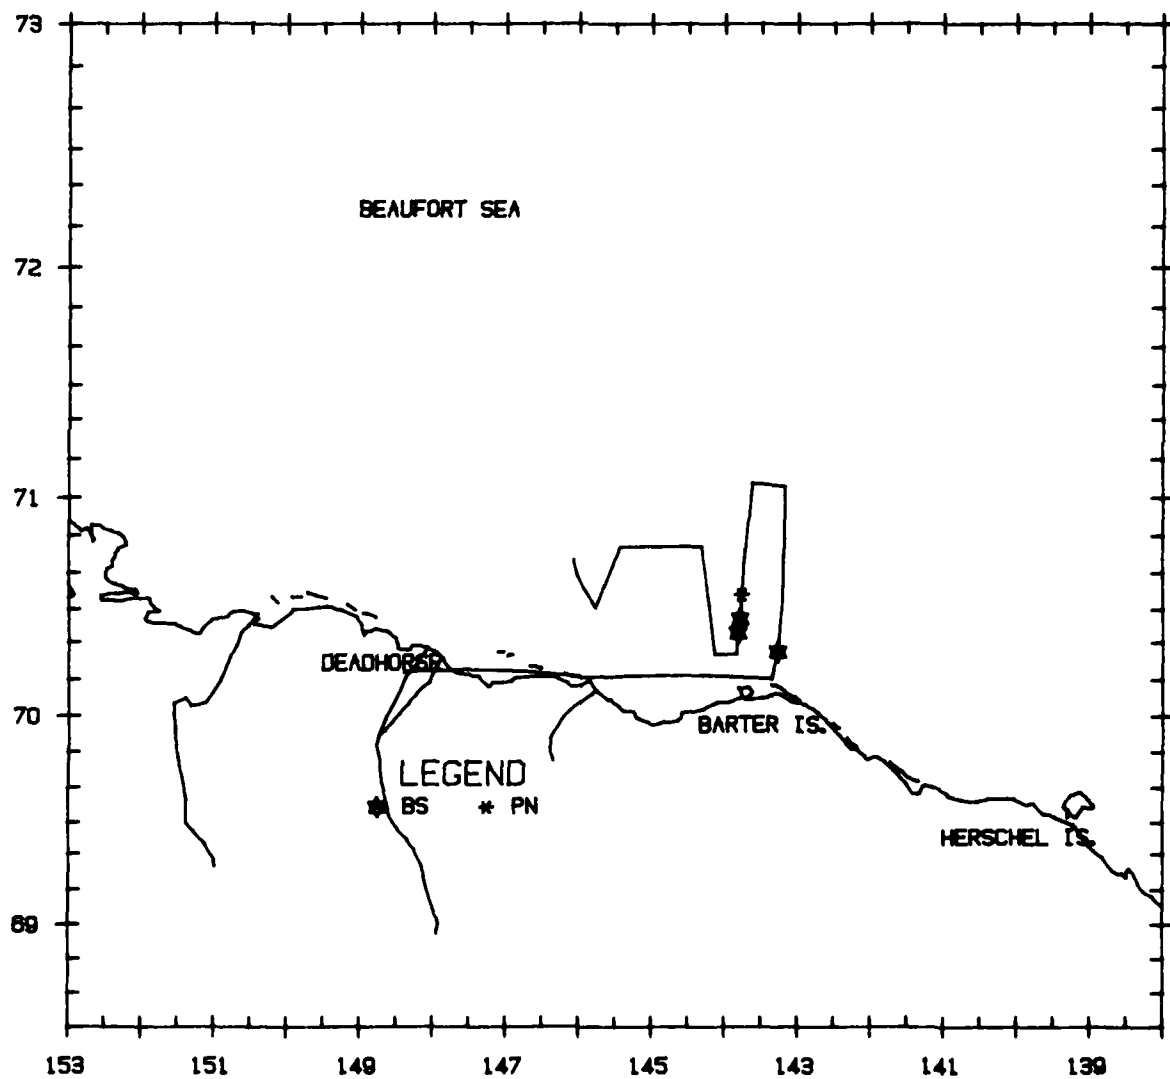 73
BEAUFORT SEA
72
71
DEADHORSE
70
BARTER IS.
LEGEND
BS PN
HERSCHEL IS.
69
153 151 149 147 145 143 141 139